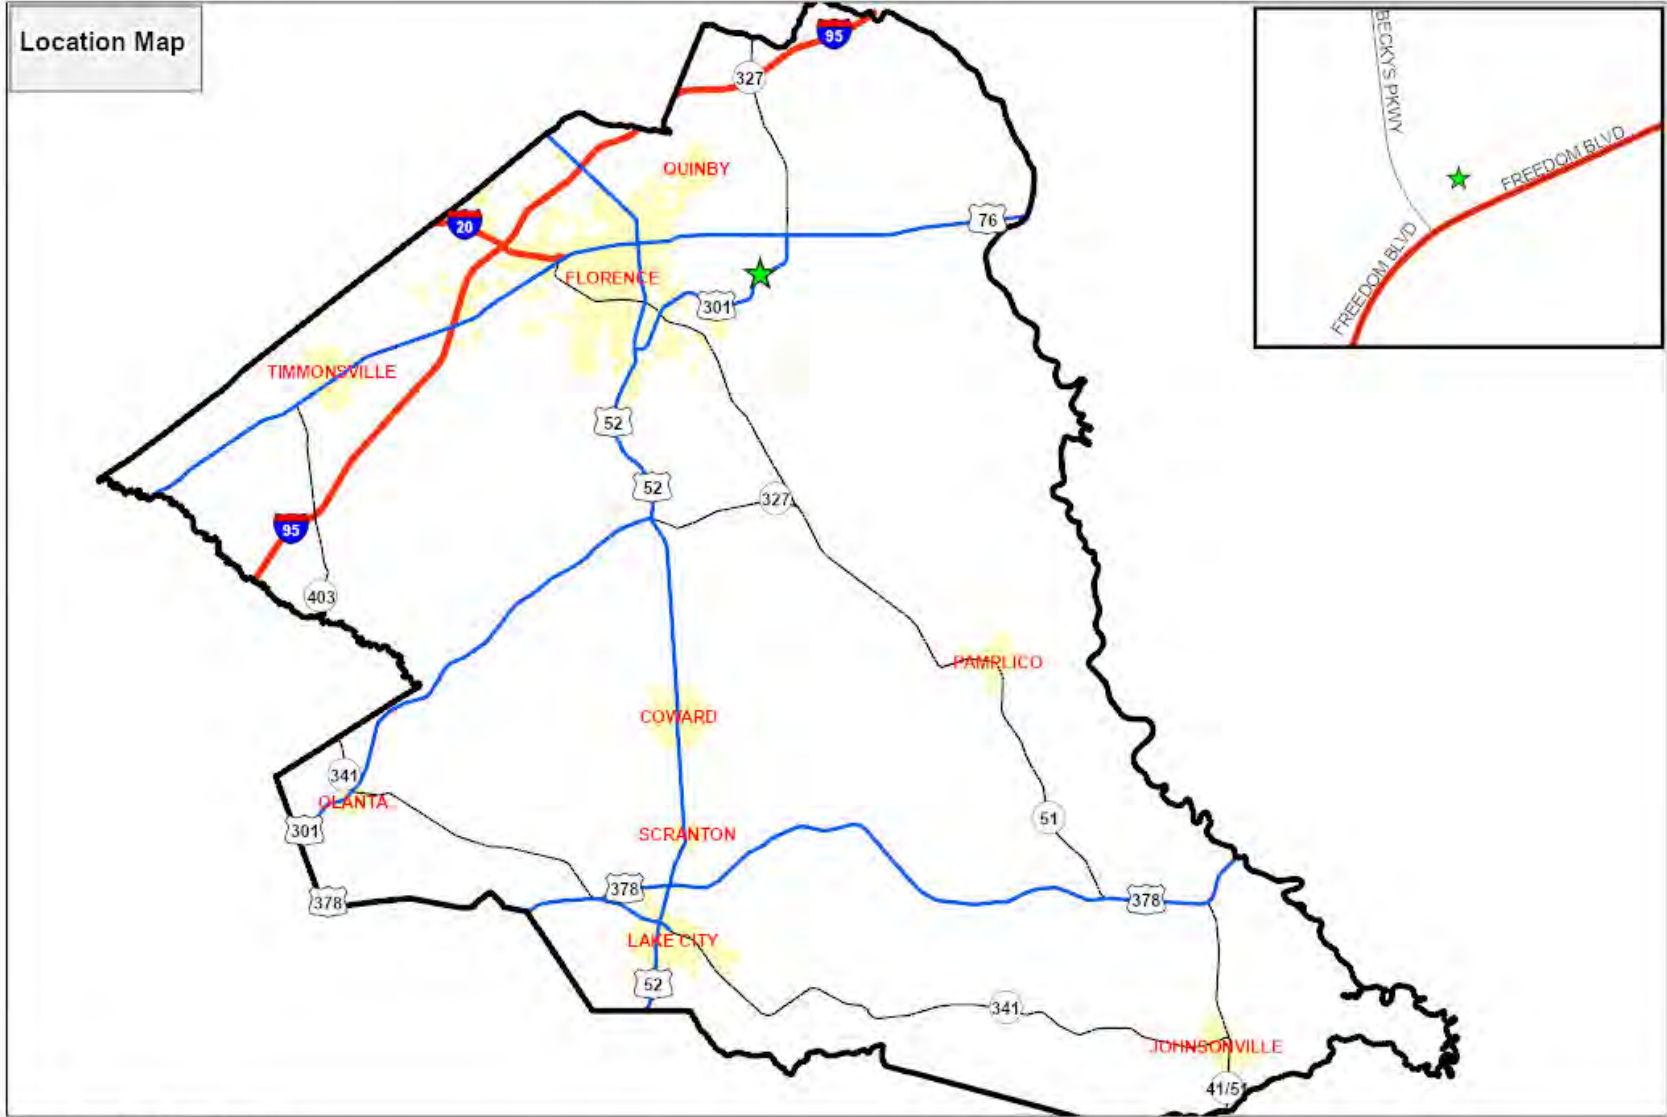 Location Map
95
327
BECKYS PKWY
FREEDOM BLVD
FREEDOM BLVD
QUINBY
20
76
FLORENCE
301
TIMMONSVILLE
52
52
327
95
403
PAMPLICO
COWARD
341
OLANTA
301
51
SCRANTON
378
378
378
LAKE CITY
52
341
JOHNSONVILLE
41/51